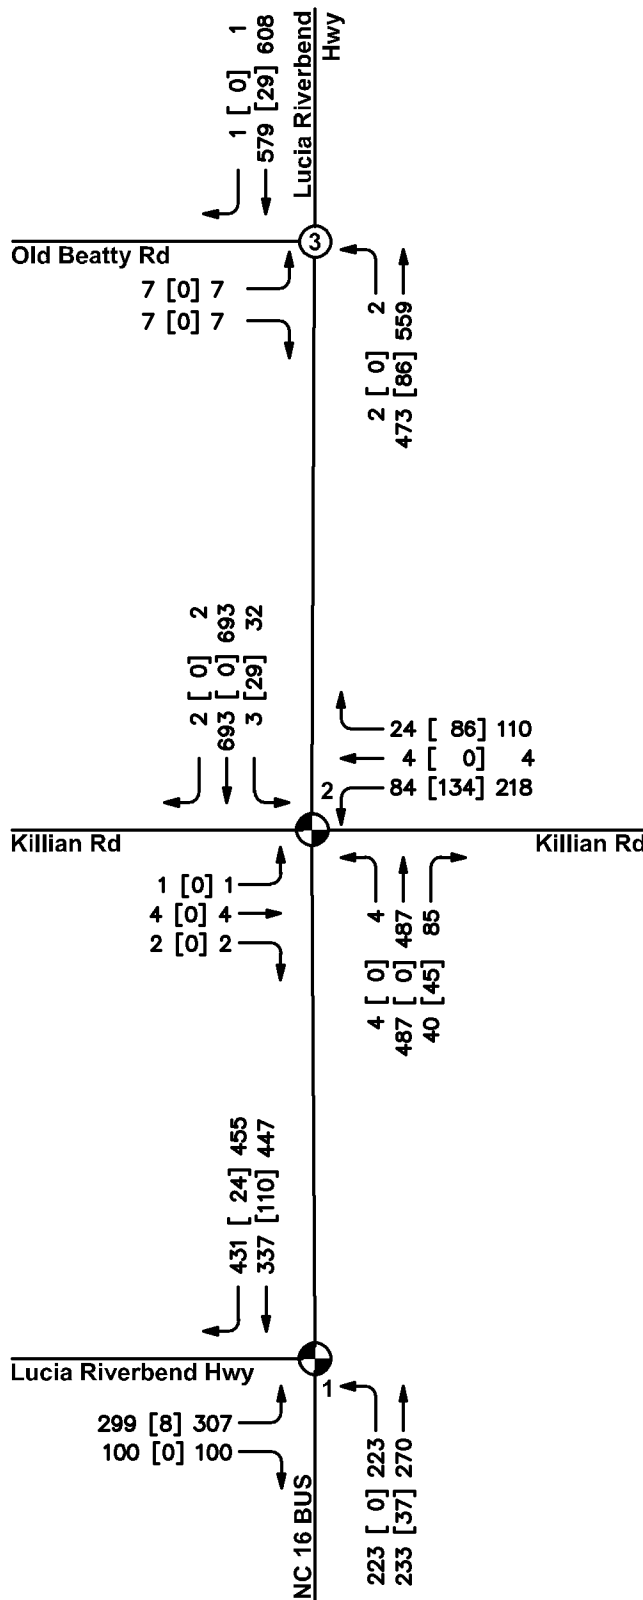 Lucia Riverbend
Hwy
1 [ 0] 1
579 [29] 608
3
Old Beatty Rd
7 [0] 7
7 [0] 7
2 [ 0] 2
473 [86] 559
2 [ 0] 2
693 [ 0] 693
3 [29] 32
24 [ 86] 110
4 [ 0] 4
84 [134] 218
2
Killian Rd
Killian Rd
1 [0] 1
4 [0] 4
2 [0] 2
4 [ 0] 4
487 [ 0] 487
40 [45] 85
431 [ 24] 455
337 [110] 447
Lucia Riverbend Hwy
1
299 [8] 307
100 [0] 100
223 [ 0] 223
233 [37] 270
NC 16 BUS